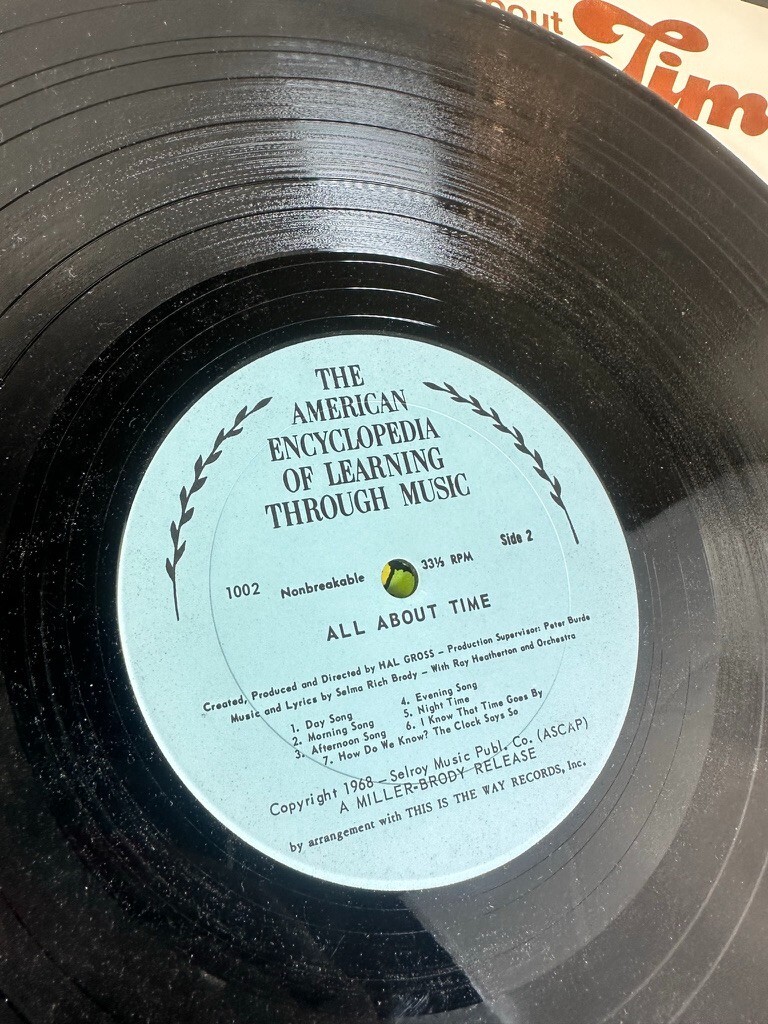 bout
Tim
THE
AMERICAN
ENCYCLOPEDIA
OF LEARNING
THROUGH MUSIC
1002 Nonbreakable 33⅓ RPM Side 2
ALL ABOUT TIME
Created, Produced and Directed by HAL GROSS – Production Supervisor: Peter Burde
Music and Lyrics by Selma Rich Brody – With Ray Heatherton and Orchestra
1. Day Song 4. Evening Song
2. Morning Song 5. Night Time
3. Afternoon Song 6. I Know That Time Goes By
7. How Do We Know? The Clock Says So
Copyright 1968 – Selroy Music Publ. Co. (ASCAP)
A MILLER-BRODY RELEASE
by arrangement with THIS IS THE WAY RECORDS, Inc.